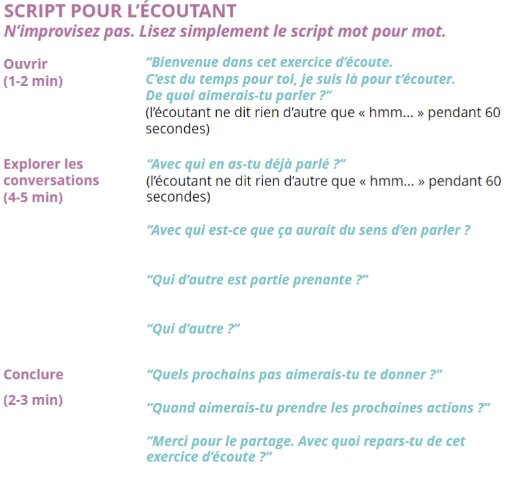 SCRIPT POUR L’ÉCOUTANT
N’improvisez pas. Lisez simplement le script mot pour mot.
Ouvrir
(1-2 min)
“Bienvenue dans cet exercice d’écoute.
C’est du temps pour toi, je suis là pour t’écouter.
De quoi aimerais-tu parler ?”
(l’écoutant ne dit rien d’autre que « hmm... » pendant 60
secondes)
Explorer les
conversations
(4-5 min)
“Avec qui en as-tu déjà parlé ?”
(l’écoutant ne dit rien d’autre que « hmm... » pendant 60
secondes)
“Avec qui est-ce que ça aurait du sens d’en parler ?
“Qui d’autre est partie prenante ?”
“Qui d’autre ?”
Conclure
(2-3 min)
“Quels prochains pas aimerais-tu te donner ?”
“Quand aimerais-tu prendre les prochaines actions ?”
“Merci pour le partage. Avec quoi repars-tu de cet
exercice d’écoute ?”